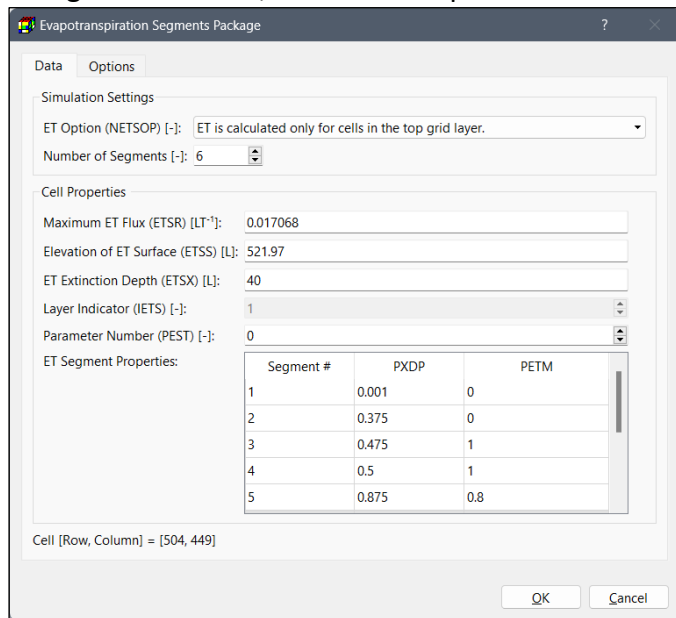 Evapotranspiration Segments Package ?
Data Options
Simulation Settings
ET Option (NETSOP) [-]: ET is calculated only for cells in the top grid layer.
Number of Segments [-]: 6
Cell Properties
Maximum ET Flux (ETSR) [LT⁻¹]: 0.017068
Elevation of ET Surface (ETSS) [L]: 521.97
ET Extinction Depth (ETSX) [L]: 40
Layer Indicator (IETS) [-]: 1
Parameter Number (PEST) [-]: 0
ET Segment Properties:
Segment # PXDP PETM
1 0.001 0
2 0.375 0
3 0.475 1
4 0.5 1
5 0.875 0.8
Cell [Row, Column] = [504, 449]
OK Cancel